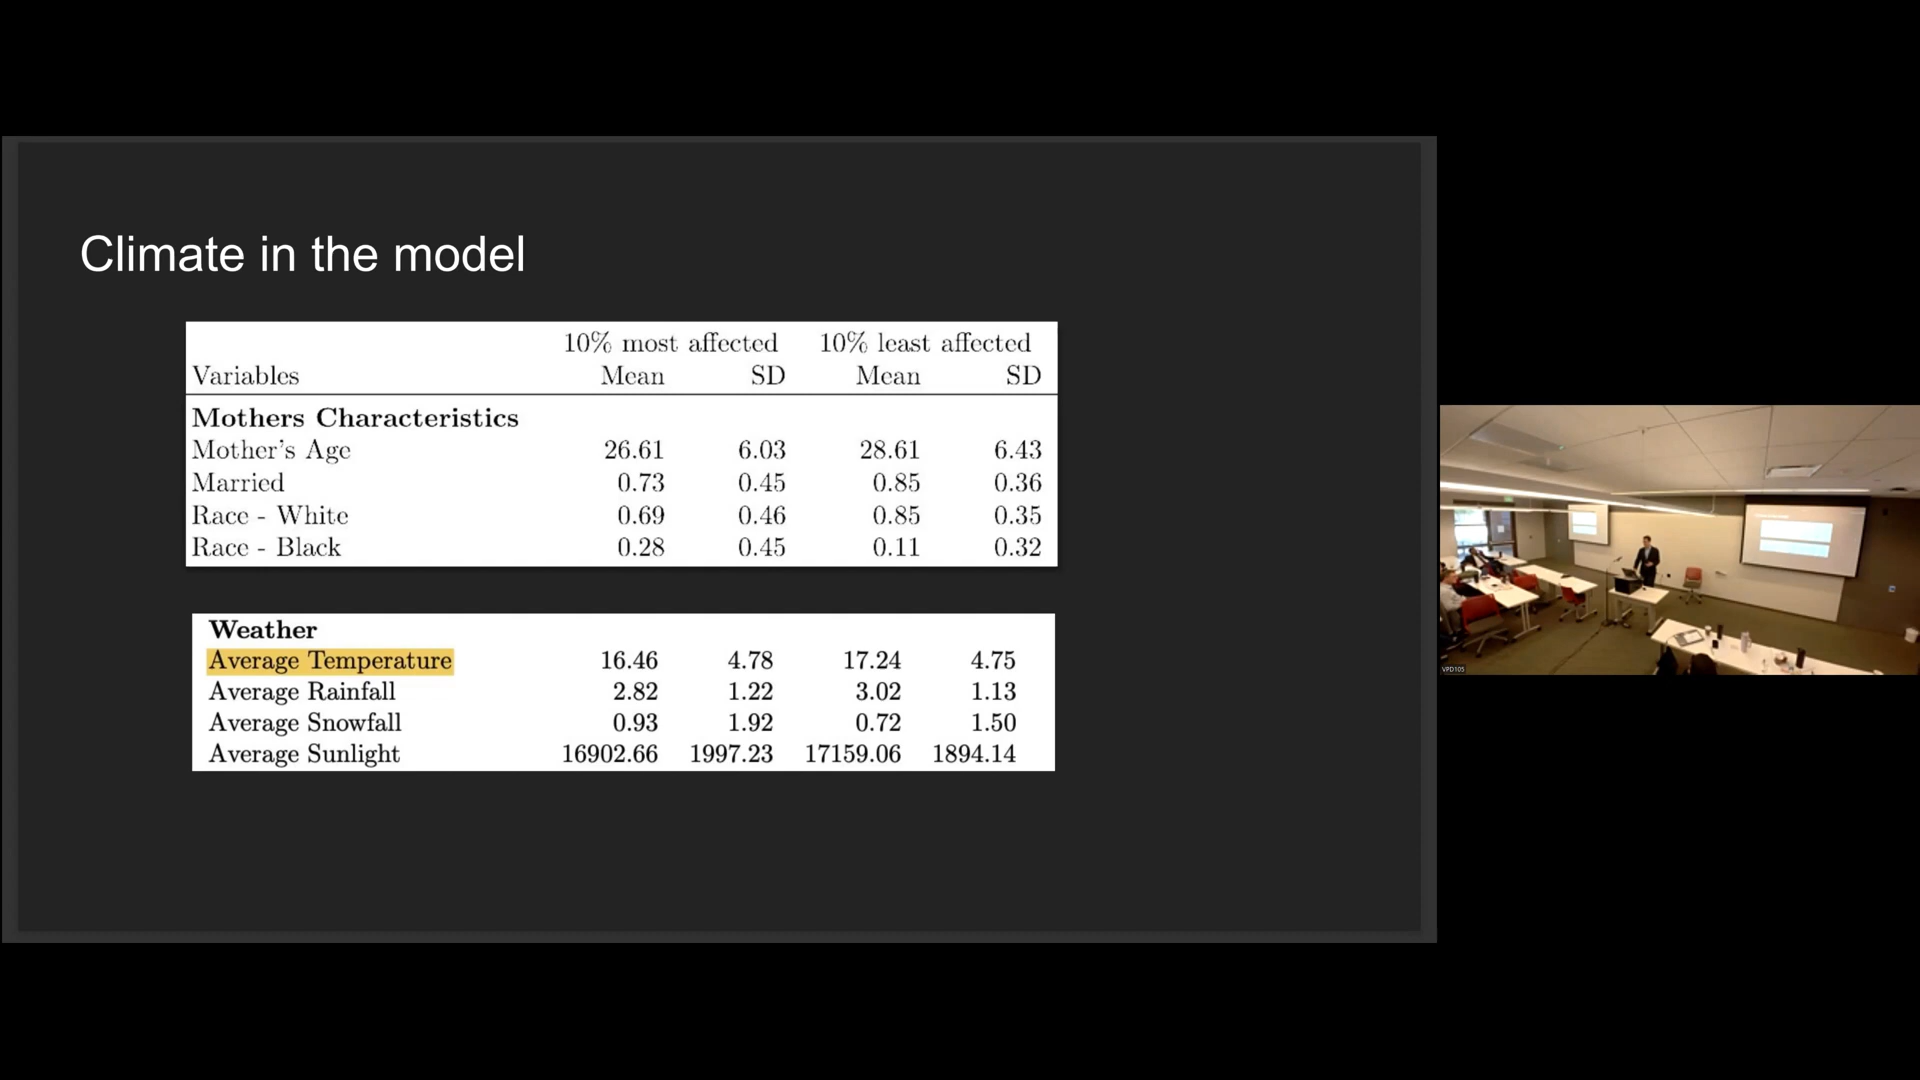 Climate in the model
10% most affected 10% least affected
Variables Mean SD Mean SD
Mothers Characteristics
Mother's Age 26.61 6.03 28.61 6.43
Married 0.73 0.45 0.85 0.36
Race - White 0.69 0.46 0.85 0.35
Race - Black 0.28 0.45 0.11 0.32
Weather
Average Temperature 16.46 4.78 17.24 4.75
Average Rainfall 2.82 1.22 3.02 1.13
Average Snowfall 0.93 1.92 0.72 1.50
Average Sunlight 16902.66 1997.23 17159.06 1894.14
VPD105